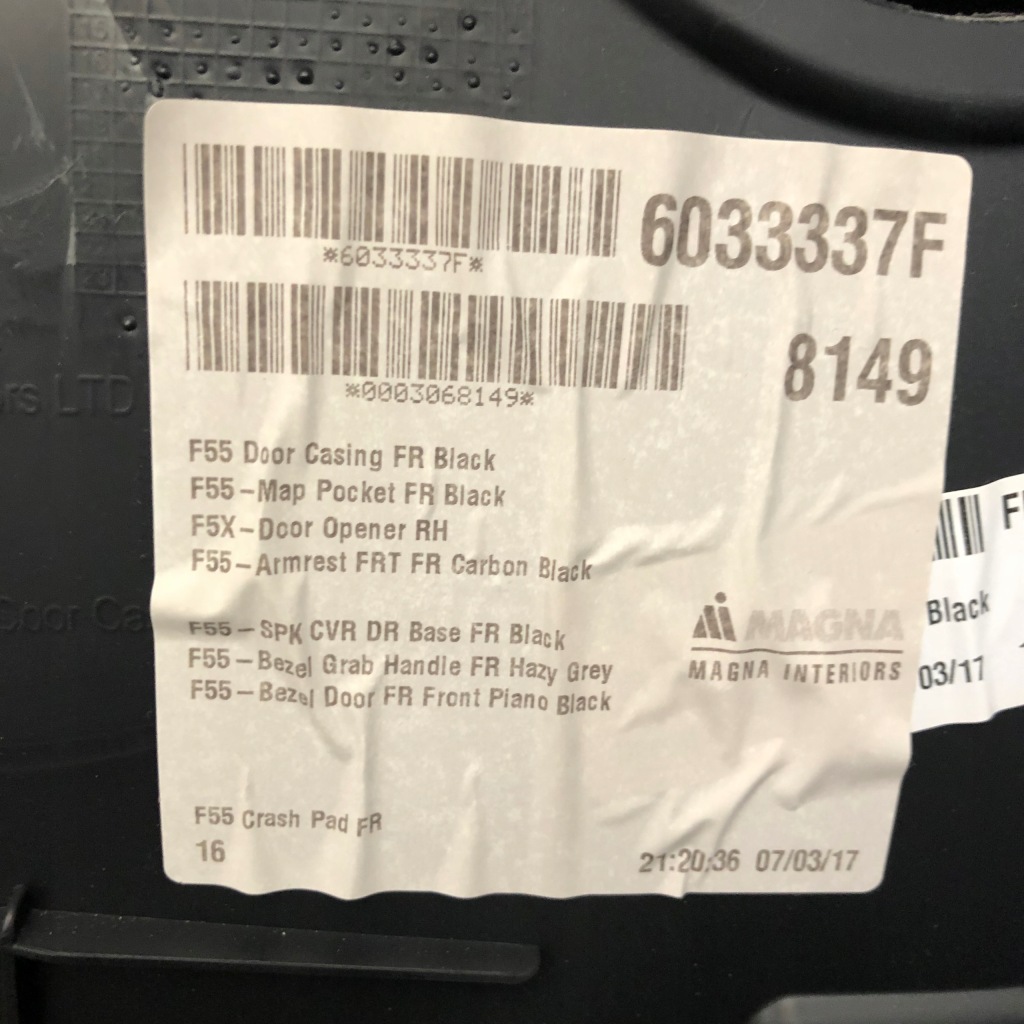 *6033337F*
6033337F
*0003068149*
8149
F55 Door Casing FR Black
F55-Map Pocket FR Black
F5X-Door Opener RH
F55-Armrest FRT FR Carbon Black
F55-SPK CVR DR Base FR Black
F55-Bezel Grab Handle FR Hazy Grey
F55-Bezel Door FR Front Piano Black
MAGNA
MAGNA INTERIORS
F55 Crash Pad FR
16
21:20:36 07/03/17
Black
03/17
LTD
Door